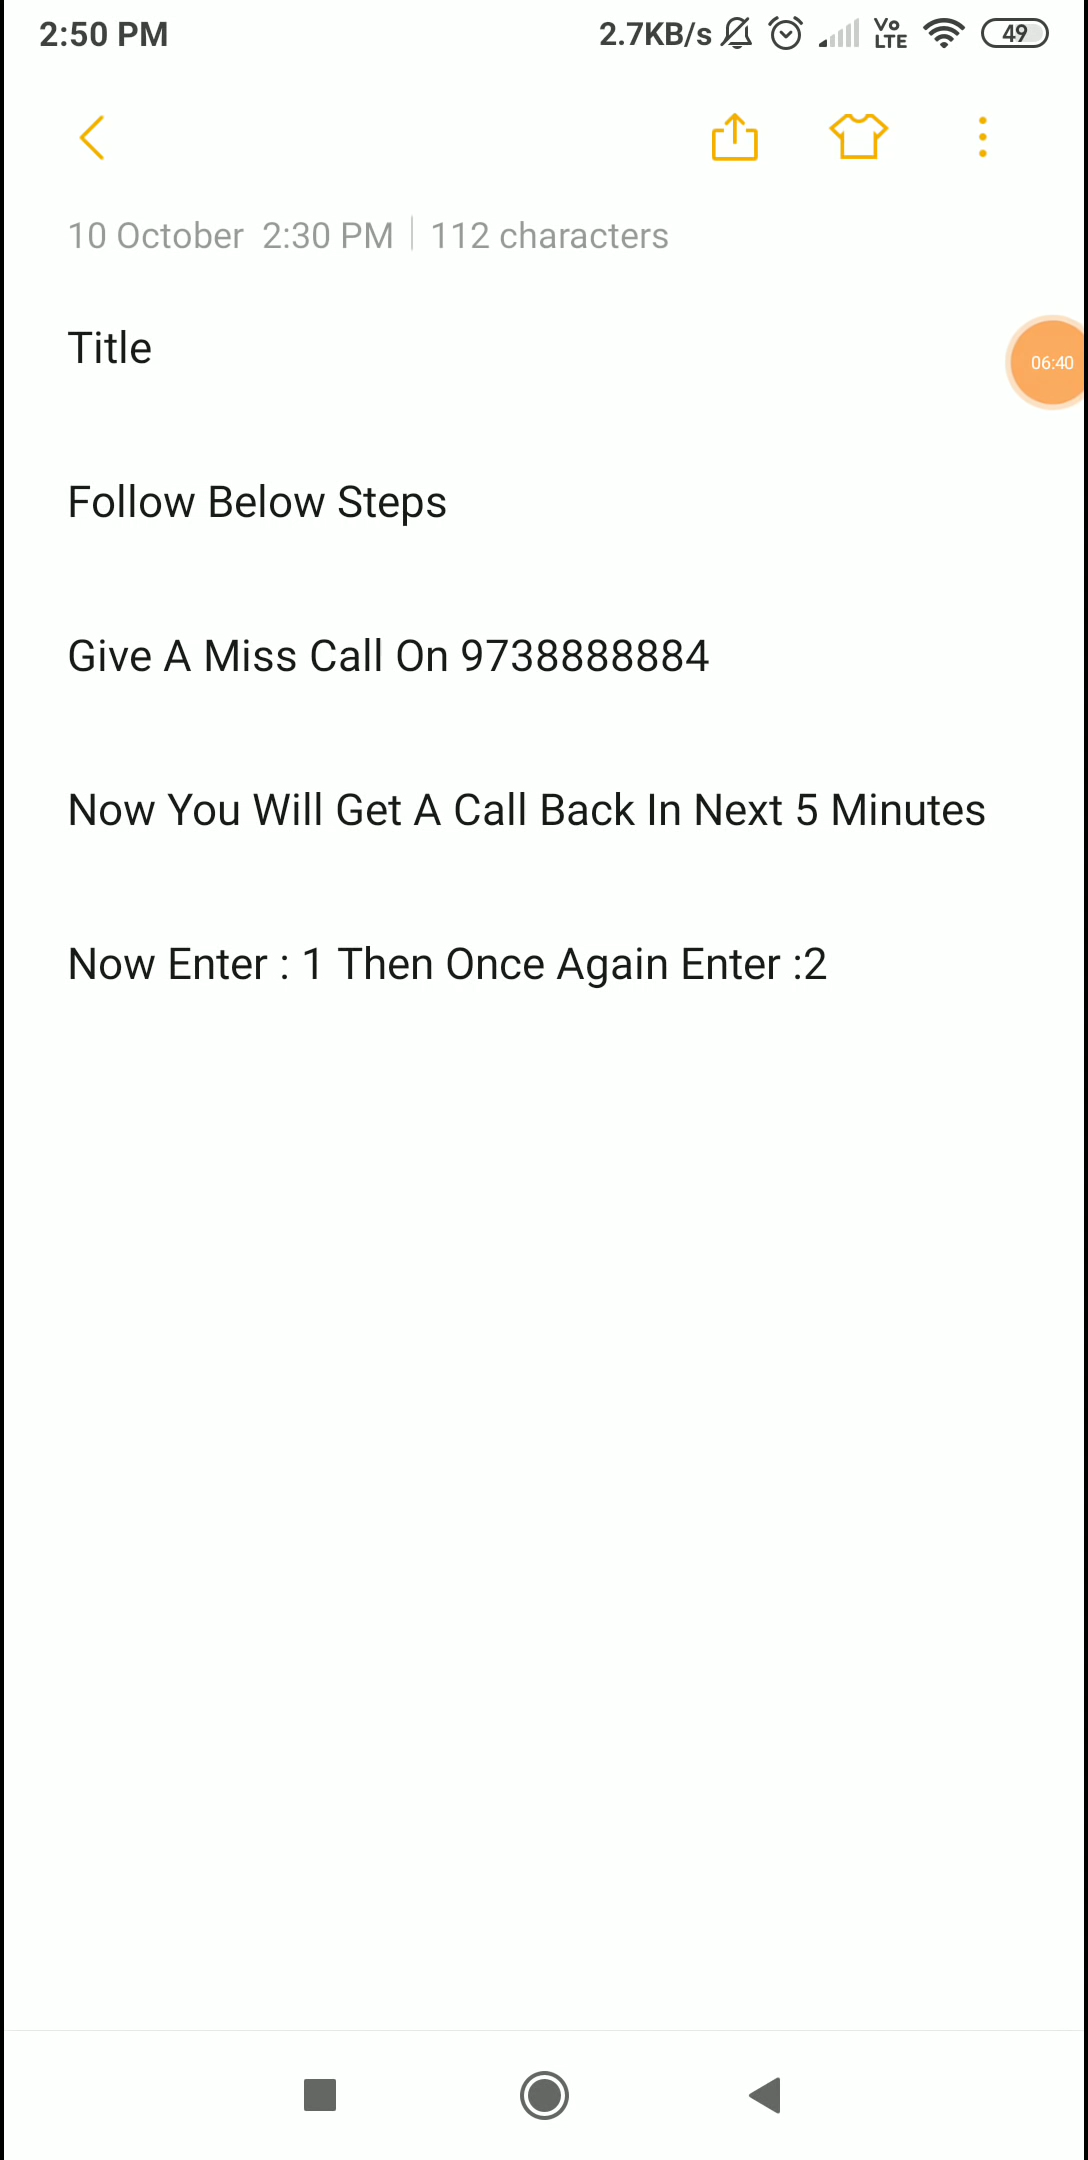 2:50 PM 2.7KB/s Vo LTE 49
10 October 2:30 PM 112 characters
Title
06:40
Follow Below Steps
Give A Miss Call On 9738888884
Now You Will Get A Call Back In Next 5 Minutes
Now Enter : 1 Then Once Again Enter :2